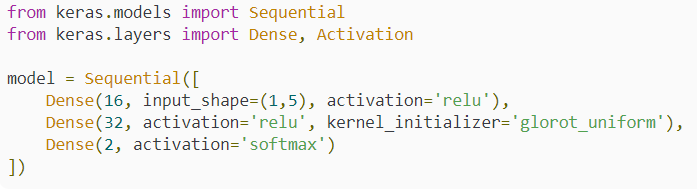 from keras.models import Sequential
from keras.layers import Dense, Activation

model = Sequential([
    Dense(16, input_shape=(1,5), activation='relu'),
    Dense(32, activation='relu', kernel_initializer='glorot_uniform'),
    Dense(2, activation='softmax')
])